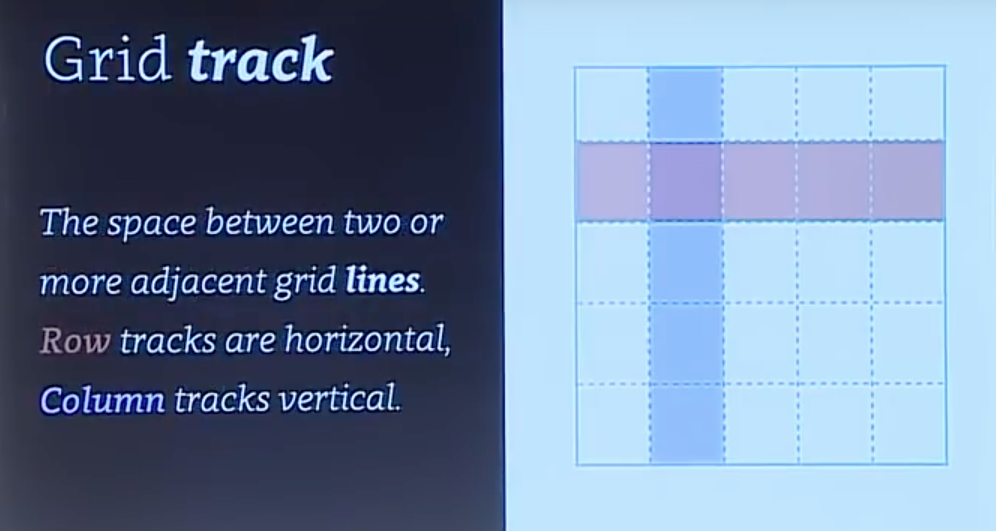 Grid track
The space between two or
more adjacent grid lines.
Row tracks are horizontal,
Column tracks vertical.